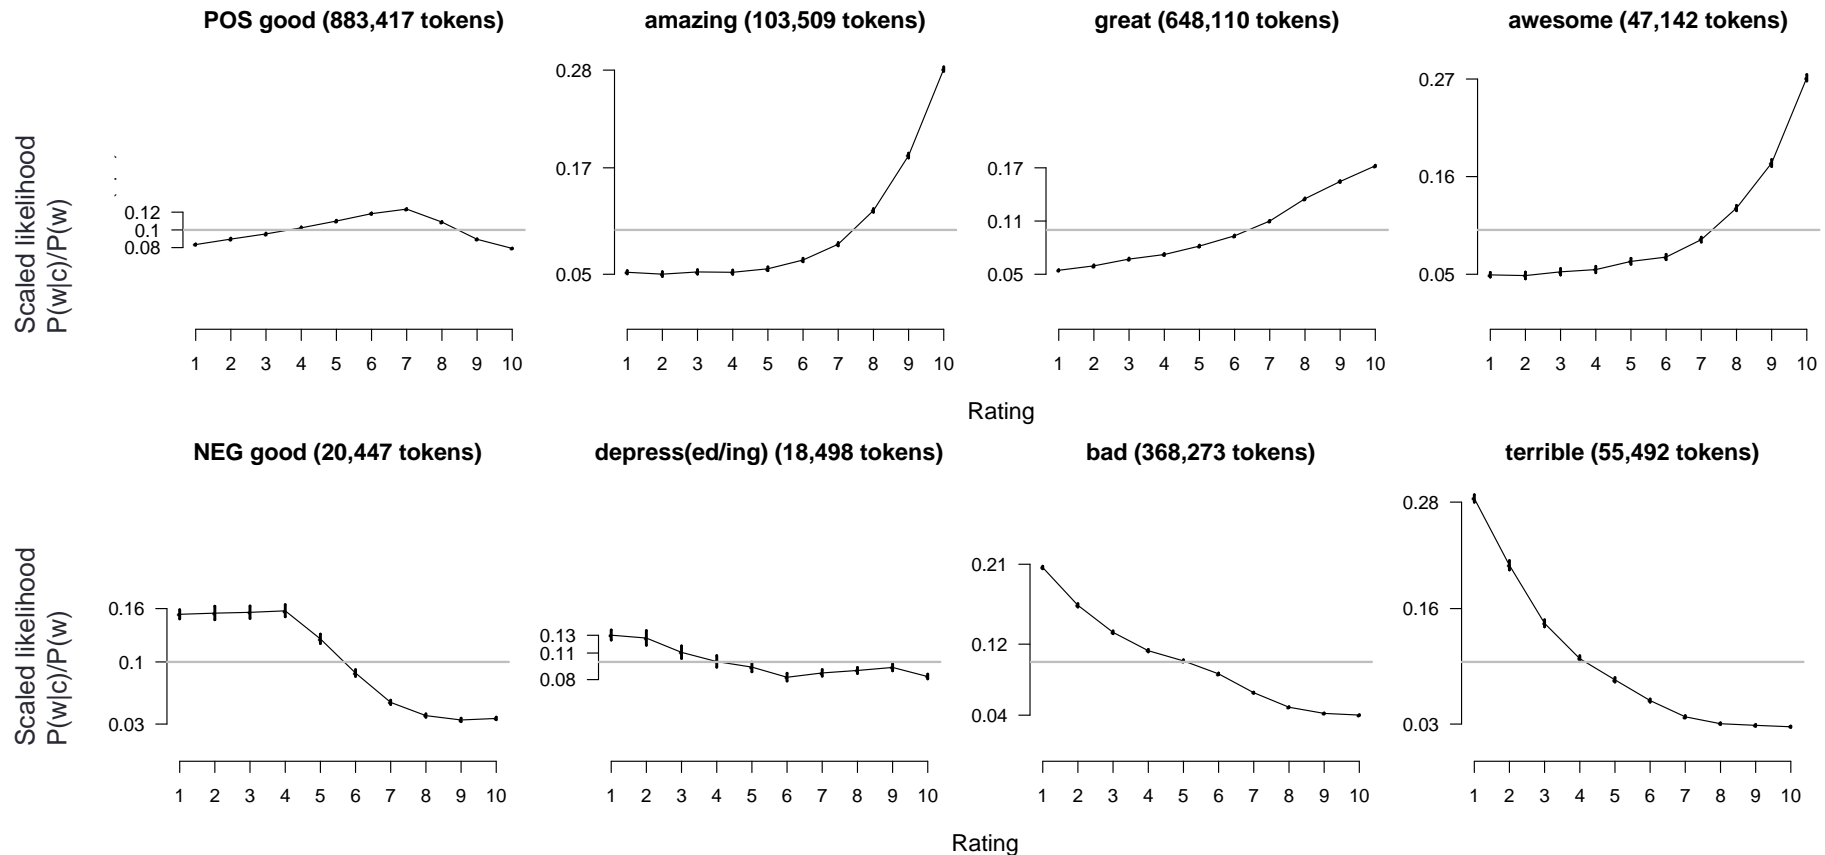 POS good (883,417 tokens)
amazing (103,509 tokens)
great (648,110 tokens)
awesome (47,142 tokens)
Scaled likelihood
P(w|c)/P(w)
0.12
0.1
0.08
1 2 3 4 5 6 7 8 9 10
0.28
0.17
0.05
1 2 3 4 5 6 7 8 9 10
0.17
0.11
0.05
1 2 3 4 5 6 7 8 9 10
0.27
0.16
0.05
1 2 3 4 5 6 7 8 9 10
Rating
NEG good (20,447 tokens)
depress(ed/ing) (18,498 tokens)
bad (368,273 tokens)
terrible (55,492 tokens)
Scaled likelihood
P(w|c)/P(w)
0.16
0.1
0.03
1 2 3 4 5 6 7 8 9 10
0.13
0.11
0.08
1 2 3 4 5 6 7 8 9 10
0.21
0.12
0.04
1 2 3 4 5 6 7 8 9 10
0.28
0.16
0.03
1 2 3 4 5 6 7 8 9 10
Rating